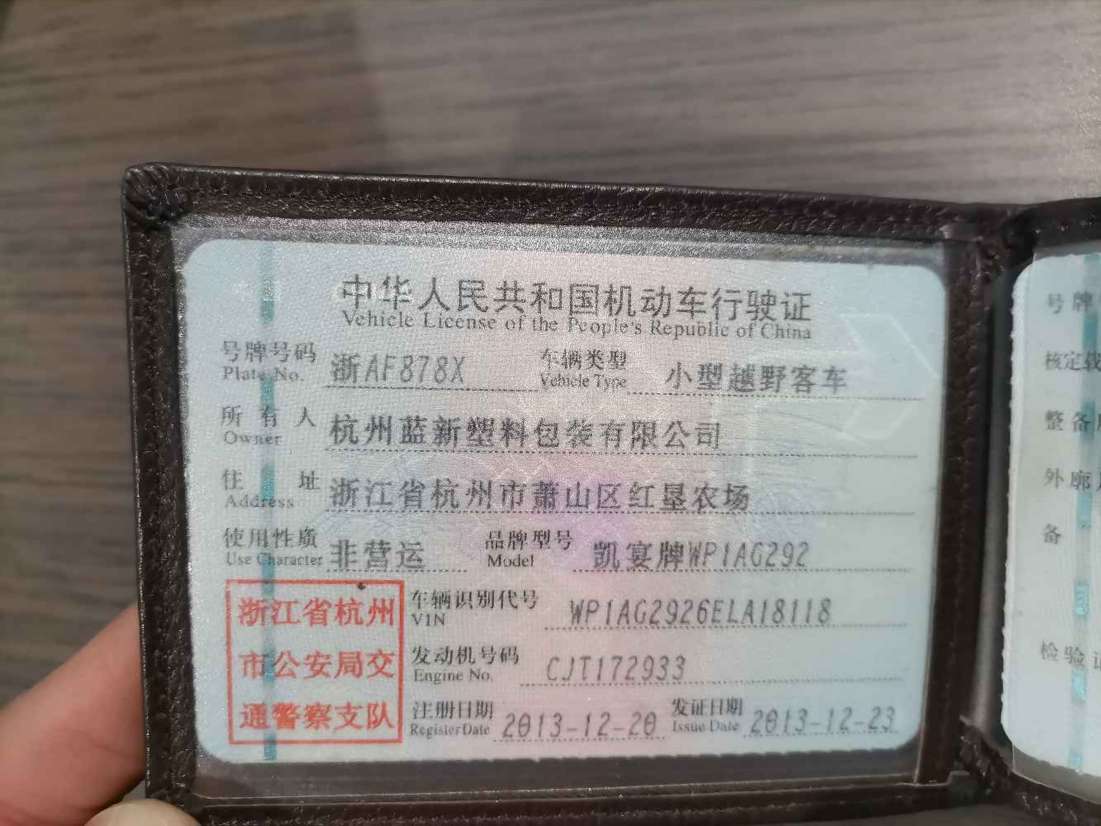 中华人民共和国机动车行驶证
Vehicle License of the People's Republic of China
号牌号码 浙AF878X 车辆类型 小型越野客车
Plate No. Vehicle Type
所有人 杭州蓝新塑料包装有限公司
Owner
住址 浙江省杭州市萧山区红垦农场
Address
使用性质 非营运 品牌型号 凯宴牌WP1AG292
Use Character Model
浙江省杭州
市公安局交
通警察支队
车辆识别代号 WP1AG2926ELA18118
VIN
发动机号码 CJT172933
Engine No.
注册日期 2013-12-20 发证日期 2013-12-23
Register Date Issue Date
号牌
核定载
整备
外廓
备
检验